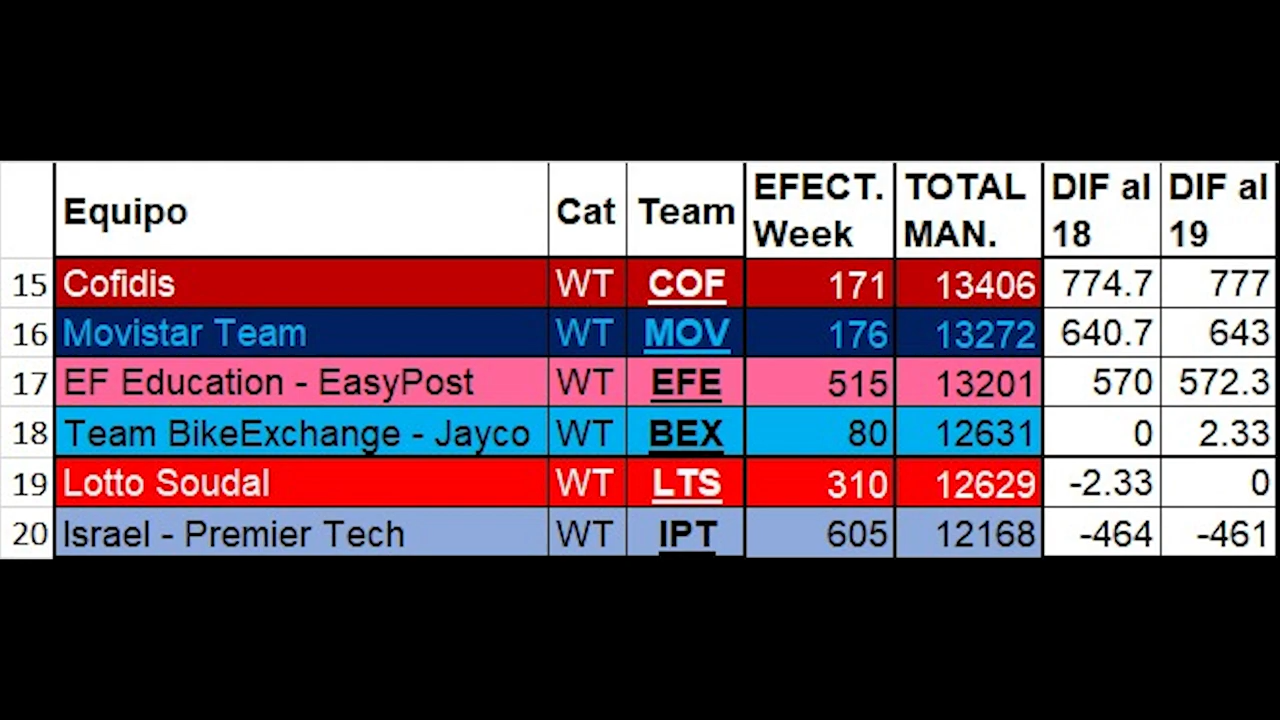 Equipo Cat Team EFECT. Week TOTAL MAN. DIF al 18 DIF al 19
15 Cofidis WT COF 171 13406 774.7 777
16 Movistar Team WT MOV 176 13272 640.7 643
17 EF Education - EasyPost WT EFE 515 13201 570 572.3
18 Team BikeExchange - Jayco WT BEX 80 12631 0 2.33
19 Lotto Soudal WT LTS 310 12629 -2.33 0
20 Israel - Premier Tech WT IPT 605 12168 -464 -461